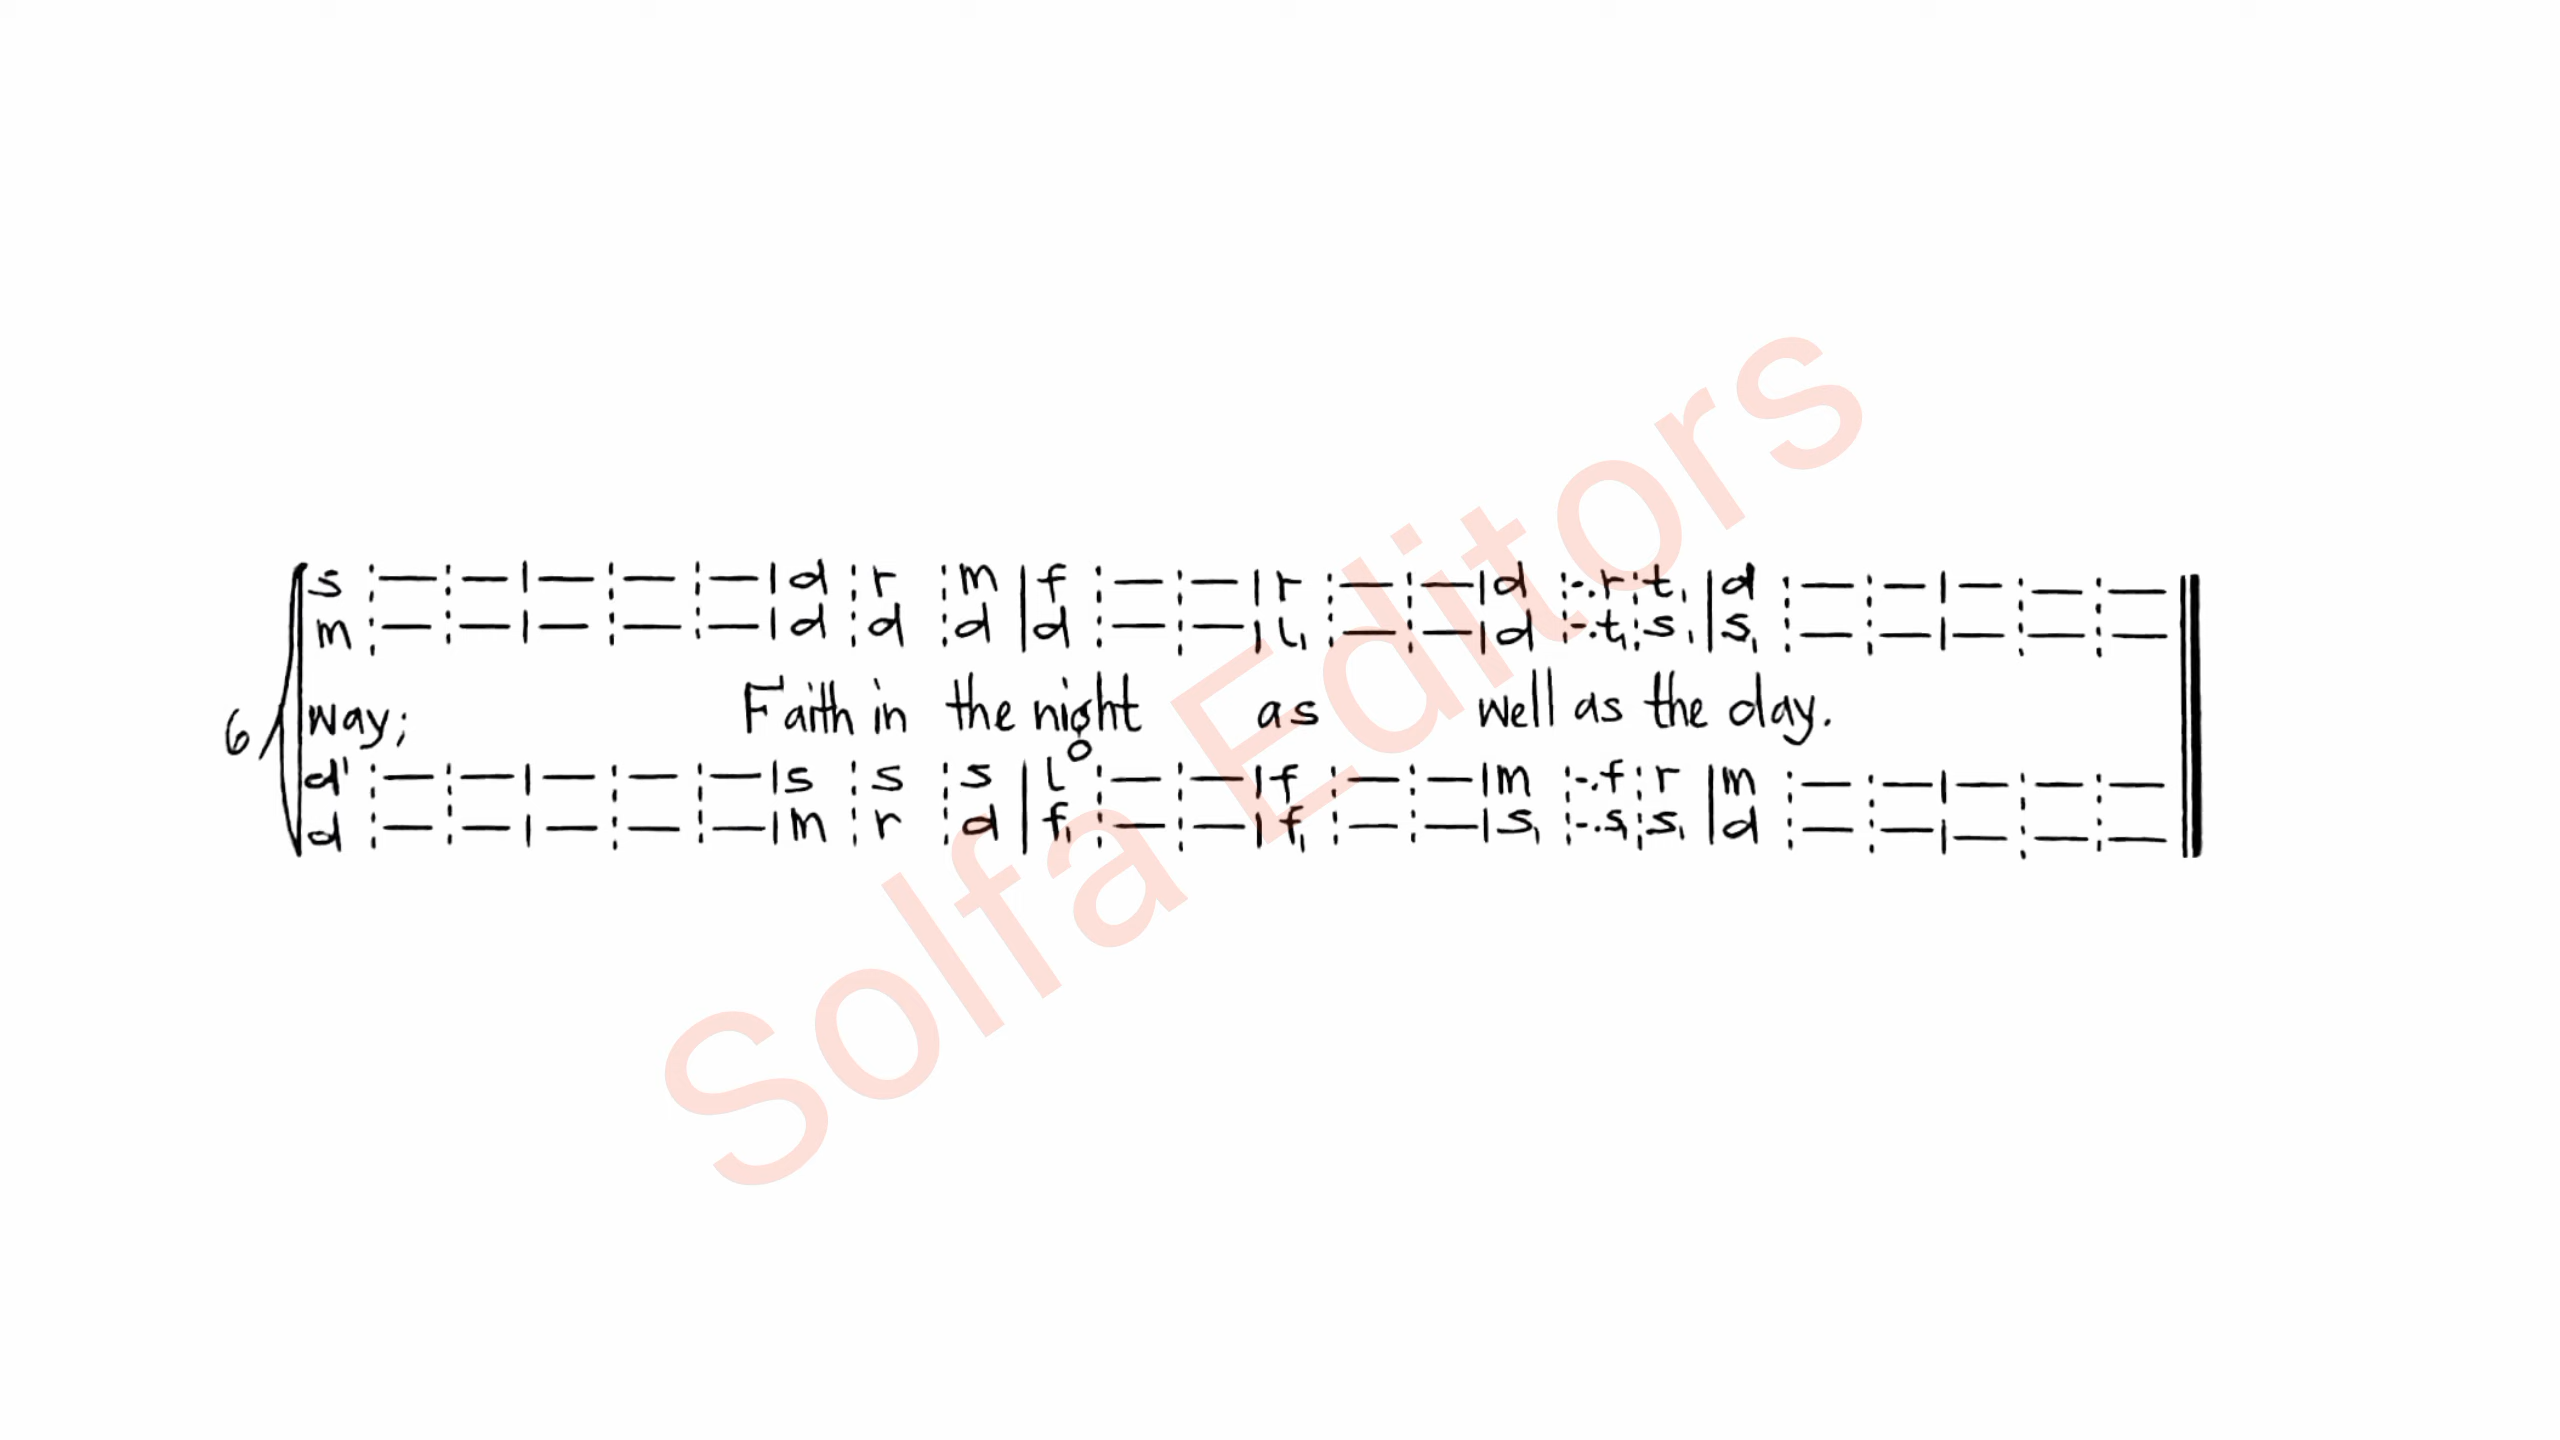 s :— :— |— :— :— |d :r :m |f :— :— |r :— :— |d :-.r:t, |d :— :— |— :— :—
m :— :— |— :— :— |d :d :d |d :— :— |l, :— :— |d :-.t,:s, |s, :— :— |— :— :—
6 way; Faith in the night as well as the day.
d' :— :— |— :— :— |s :s :s |l :— :— |f :— :— |m :-.f:r |m :— :— |— :— :—
d :— :— |— :— :— |m :r :d |f, :— :— |f, :— :— |s, :-.s,:s, |d :— :— |— :— :—
Solfa Editors